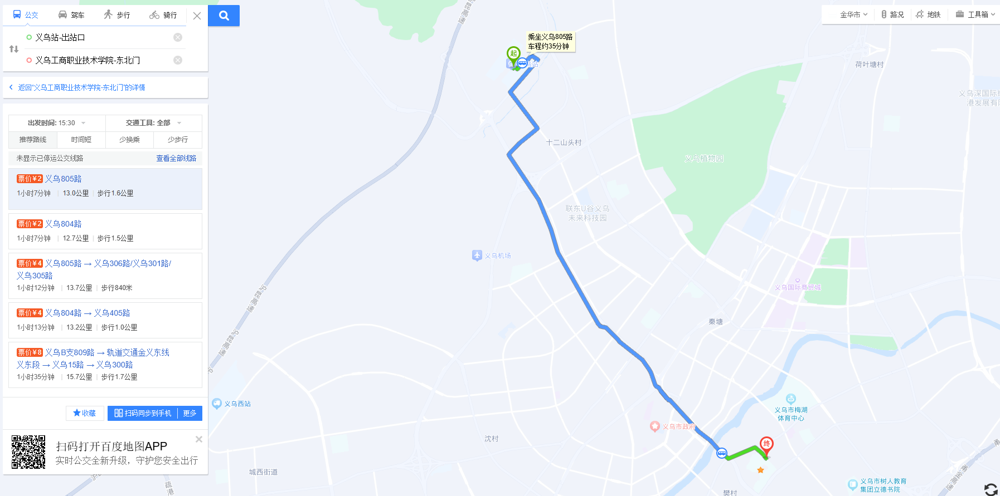 公交
驾车
步行
骑行
义乌站-出站口
义乌工商职业技术学院-东北门
返回"义乌工商职业技术学院-东北门"的详情
出发时间: 15:30
交通工具: 全部
推荐路线
时间短
少换乘
少步行
未显示已停运公交线路
查看全部线路
票价¥2 义乌805路
1小时7分钟 | 13.0公里 | 步行1.6公里
票价¥2 义乌804路
1小时7分钟 | 12.7公里 | 步行1.5公里
票价¥4 义乌805路 → 义乌306路/义乌301路/
义乌305路
1小时12分钟 | 13.7公里 | 步行840米
票价¥4 义乌804路 → 义乌405路
1小时13分钟 | 13.2公里 | 步行1.0公里
票价¥8 义乌B支809路 → 轨道交通金义东线
义东段 → 义乌15路 → 义乌300路
1小时35分钟 | 15.7公里 | 步行1.7公里
收藏
扫码同步到手机
更多
扫码打开百度地图APP
实时公交全新升级，守护您安全出行
金华市
路况
地铁
工具箱
乘坐义乌805路
车程约35分钟
起
荷叶塘村
义乌深国际
港发展有
十二山头村
义乌植物园
联东U谷义乌
未来科技园
义乌机场
义乌国际商贸城
秦塘
义乌西站
义乌市梅湖
体育中心
义乌市政府
终
沈村
城西街道
疏港
樊村
义乌市树人教育
集团立德书院